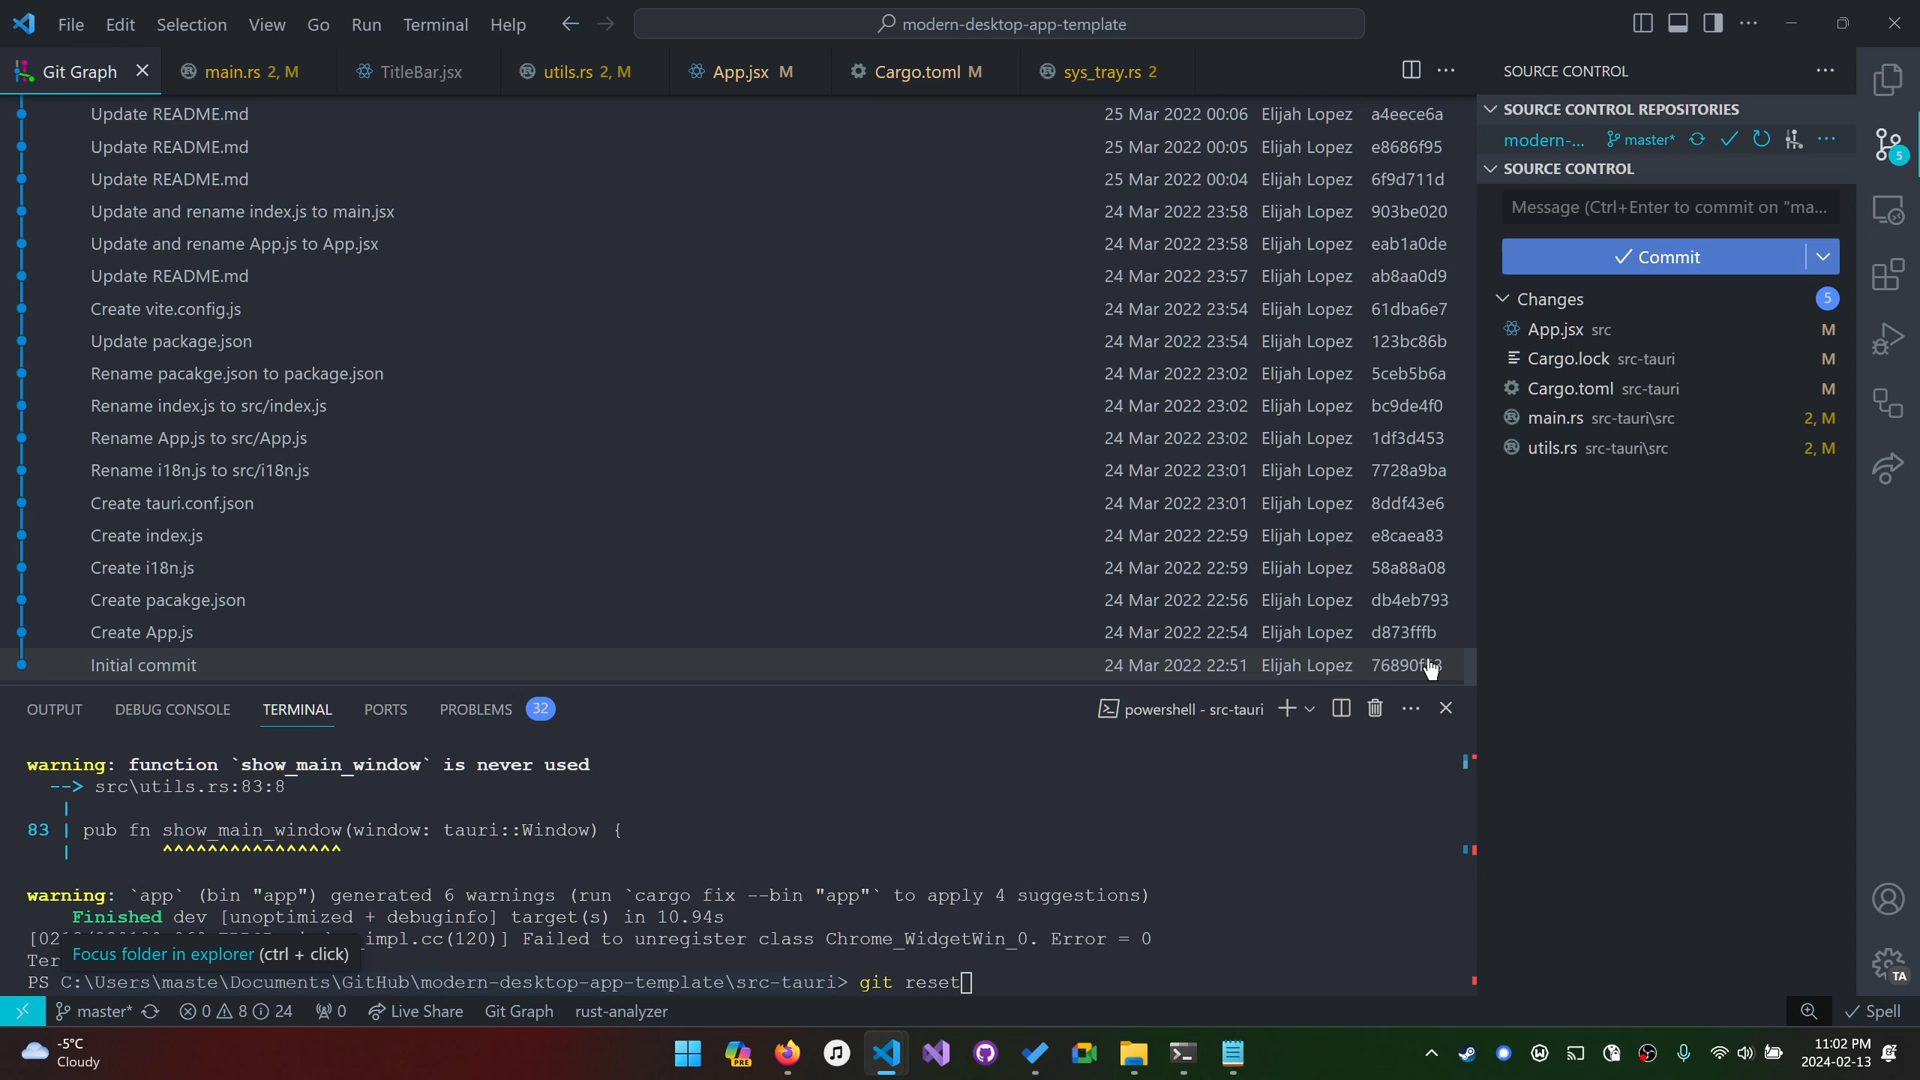 File Edit Selection View Go Run Terminal Help modern-desktop-app-template
Git Graph main.rs 2, M TitleBar.jsx utils.rs 2, M App.jsx M Cargo.toml M sys_tray.rs 2
Update README.md 25 Mar 2022 00:06 Elijah Lopez a4eece6a
Update README.md 25 Mar 2022 00:05 Elijah Lopez e8686f95
Update README.md 25 Mar 2022 00:04 Elijah Lopez 6f9d711d
Update and rename index.js to main.jsx 24 Mar 2022 23:58 Elijah Lopez 903be020
Update and rename App.js to App.jsx 24 Mar 2022 23:58 Elijah Lopez eab1a0de
Update README.md 24 Mar 2022 23:57 Elijah Lopez ab8aa0d9
Create vite.config.js 24 Mar 2022 23:54 Elijah Lopez 61dba6e7
Update package.json 24 Mar 2022 23:54 Elijah Lopez 123bc86b
Rename pacakge.json to package.json 24 Mar 2022 23:02 Elijah Lopez 5ceb5b6a
Rename index.js to src/index.js 24 Mar 2022 23:02 Elijah Lopez bc9de4f0
Rename App.js to src/App.js 24 Mar 2022 23:02 Elijah Lopez 1df3d453
Rename i18n.js to src/i18n.js 24 Mar 2022 23:01 Elijah Lopez 7728a9ba
Create tauri.conf.json 24 Mar 2022 23:01 Elijah Lopez 8ddf43e6
Create index.js 24 Mar 2022 22:59 Elijah Lopez e8caea83
Create i18n.js 24 Mar 2022 22:59 Elijah Lopez 58a88a08
Create pacakge.json 24 Mar 2022 22:56 Elijah Lopez db4eb793
Create App.js 24 Mar 2022 22:54 Elijah Lopez d873fffb
Initial commit 24 Mar 2022 22:51 Elijah Lopez
SOURCE CONTROL
SOURCE CONTROL REPOSITORIES
modern-... master*
SOURCE CONTROL
Message (Ctrl+Enter to commit on "ma...
Commit
Changes 5
App.jsx src M
Cargo.lock src-tauri M
Cargo.toml src-tauri M
main.rs src-tauri\src 2, M
utils.rs src-tauri\src 2, M
5
TA
OUTPUT DEBUG CONSOLE TERMINAL PORTS PROBLEMS 32 powershell - src-tauri
warning: function `show_main_window` is never used
--> src\utils.rs:83:8
|
83 | pub fn show_main_window(window: tauri::Window) {
| ^^^^^^^^^^^^^^^^
warning: `app` (bin "app") generated 6 warnings (run `cargo fix --bin "app"` to apply 4 suggestions)
Finished dev [unoptimized + debuginfo] target(s) in 10.94s
impl.cc(120)] Failed to unregister class Chrome_WidgetWin_0. Error = 0
Focus folder in explorer (ctrl + click)
Ter
PS C:\Users\maste\Documents\GitHub\modern-desktop-app-template\src-tauri> git reset
master* 0 8 24 0 Live Share Git Graph rust-analyzer Spell
-5°C
Cloudy
PRE
11:02 PM
2024-02-13